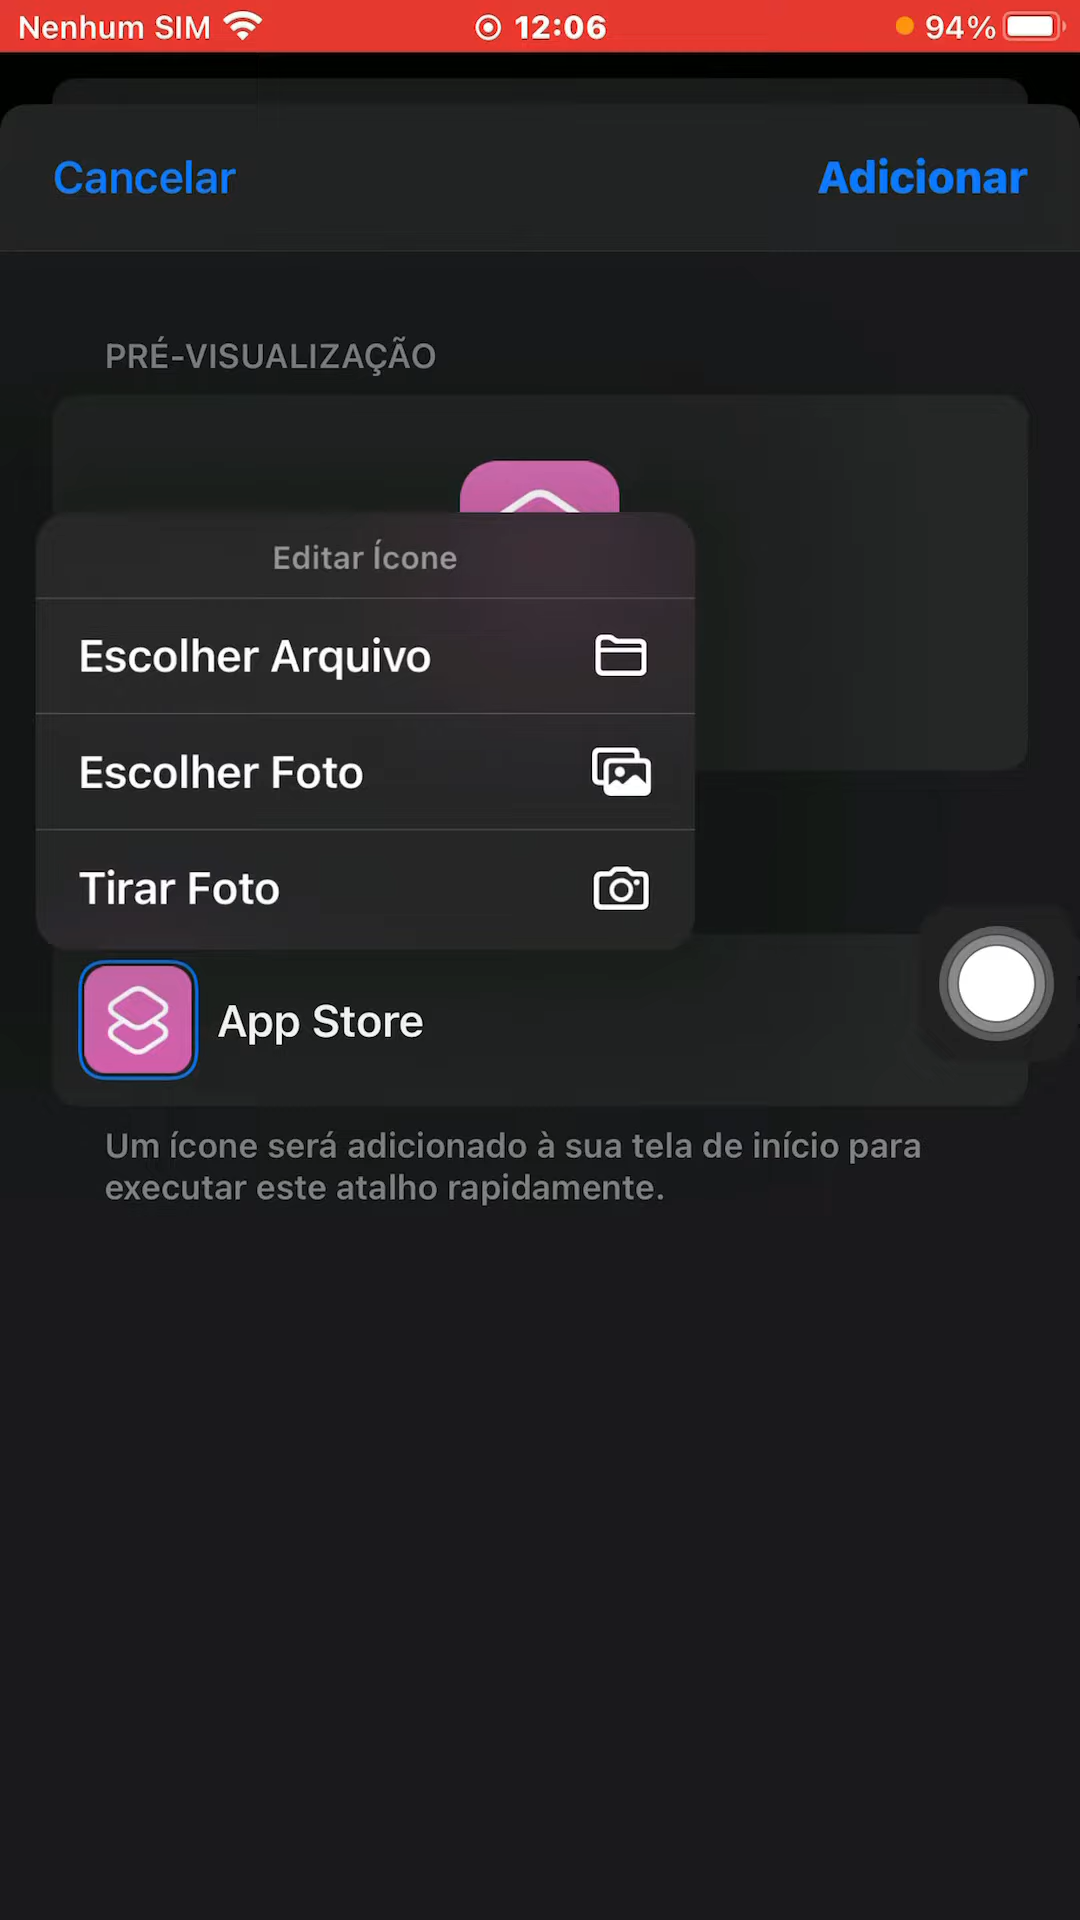 Nenhum SIM
12:06
94%
Cancelar
Adicionar
PRÉ-VISUALIZAÇÃO
Editar Ícone
Escolher Arquivo
Escolher Foto
Tirar Foto
App Store
Um ícone será adicionado à sua tela de início para
executar este atalho rapidamente.